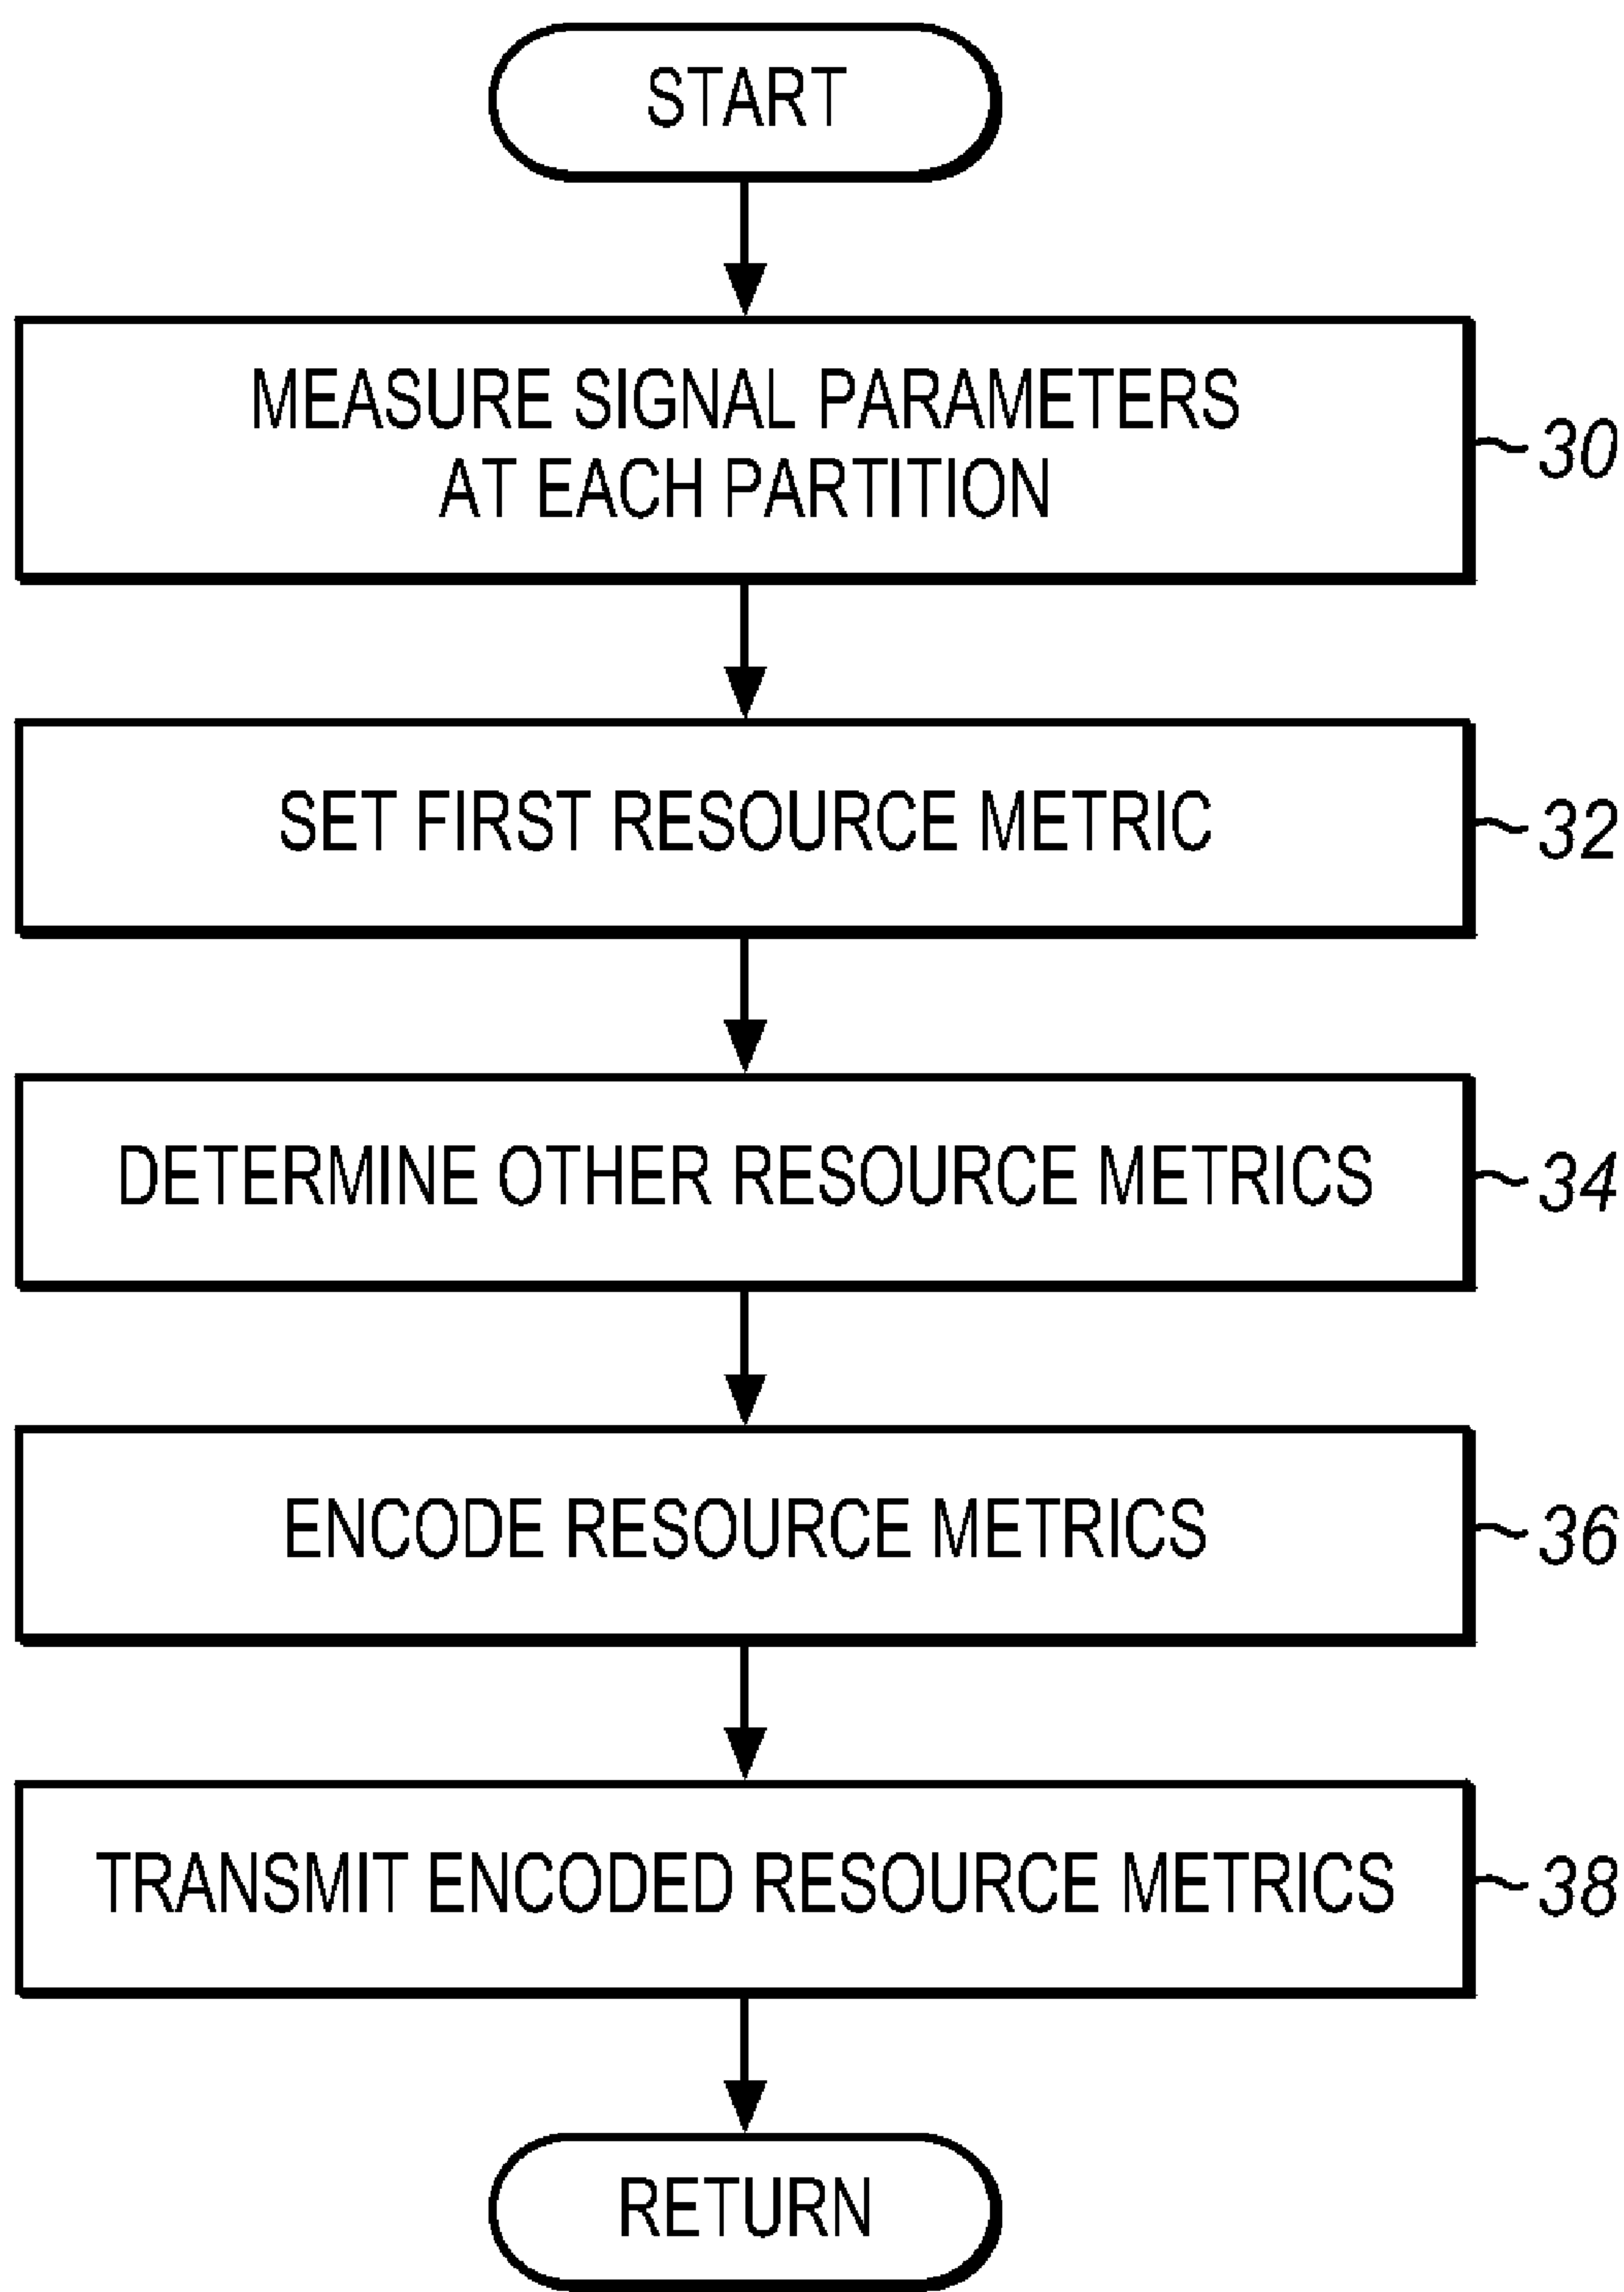 START
MEASURE SIGNAL PARAMETERS
AT EACH PARTITION
30
SET FIRST RESOURCE METRIC
32
DETERMINE OTHER RESOURCE METRICS
34
ENCODE RESOURCE METRICS
36
TRANSMIT ENCODED RESOURCE METRICS
38
RETURN